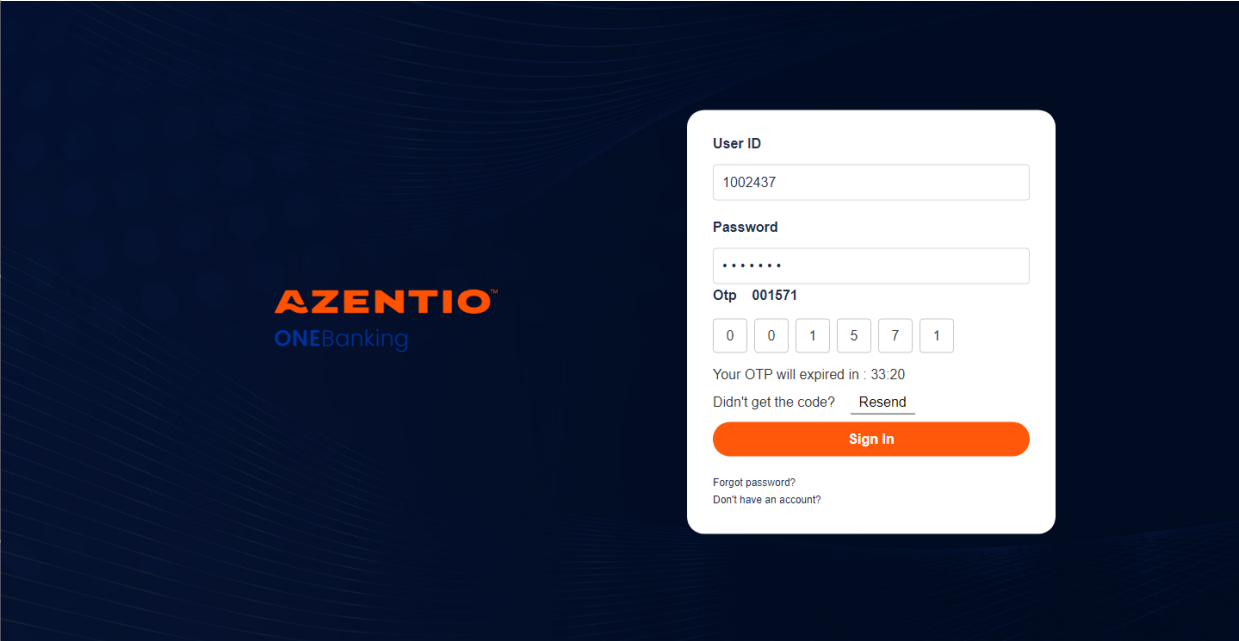 AZENTIO™
ONEBanking
User ID
1002437
Password
•••••••
Otp 001571
0 0 1 5 7 1
Your OTP will expired in : 33:20
Didn't get the code? Resend
Sign In
Forgot password?
Don't have an account?